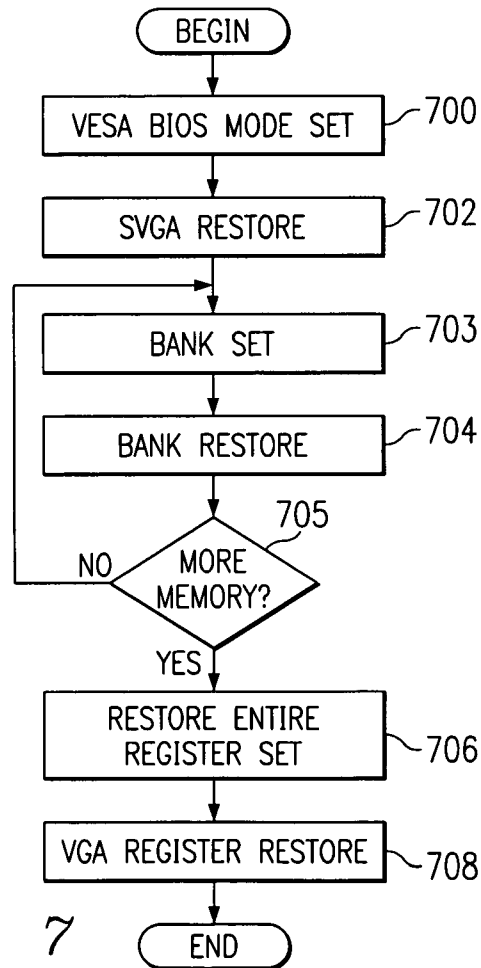 BEGIN
VESA BIOS MODE SET
700
SVGA RESTORE
702
BANK SET
703
BANK RESTORE
704
705
MORE
MEMORY?
NO
YES
RESTORE ENTIRE
REGISTER SET
706
VGA REGISTER RESTORE
708
7
END